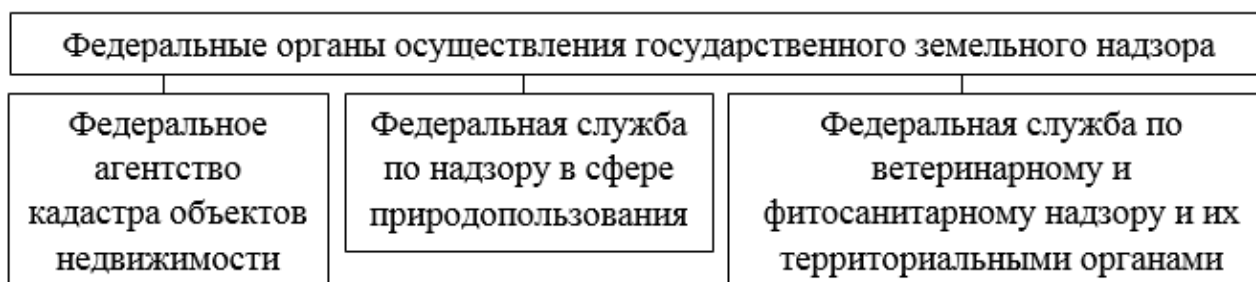 Федеральные органы осуществления государственного земельного надзора
Федеральное
агентство
кадастра объектов
недвижимости
Федеральная служба
по надзору в сфере
природопользования
Федеральная служба по
ветеринарному и
фитосанитарному надзору и их
территориальными органами